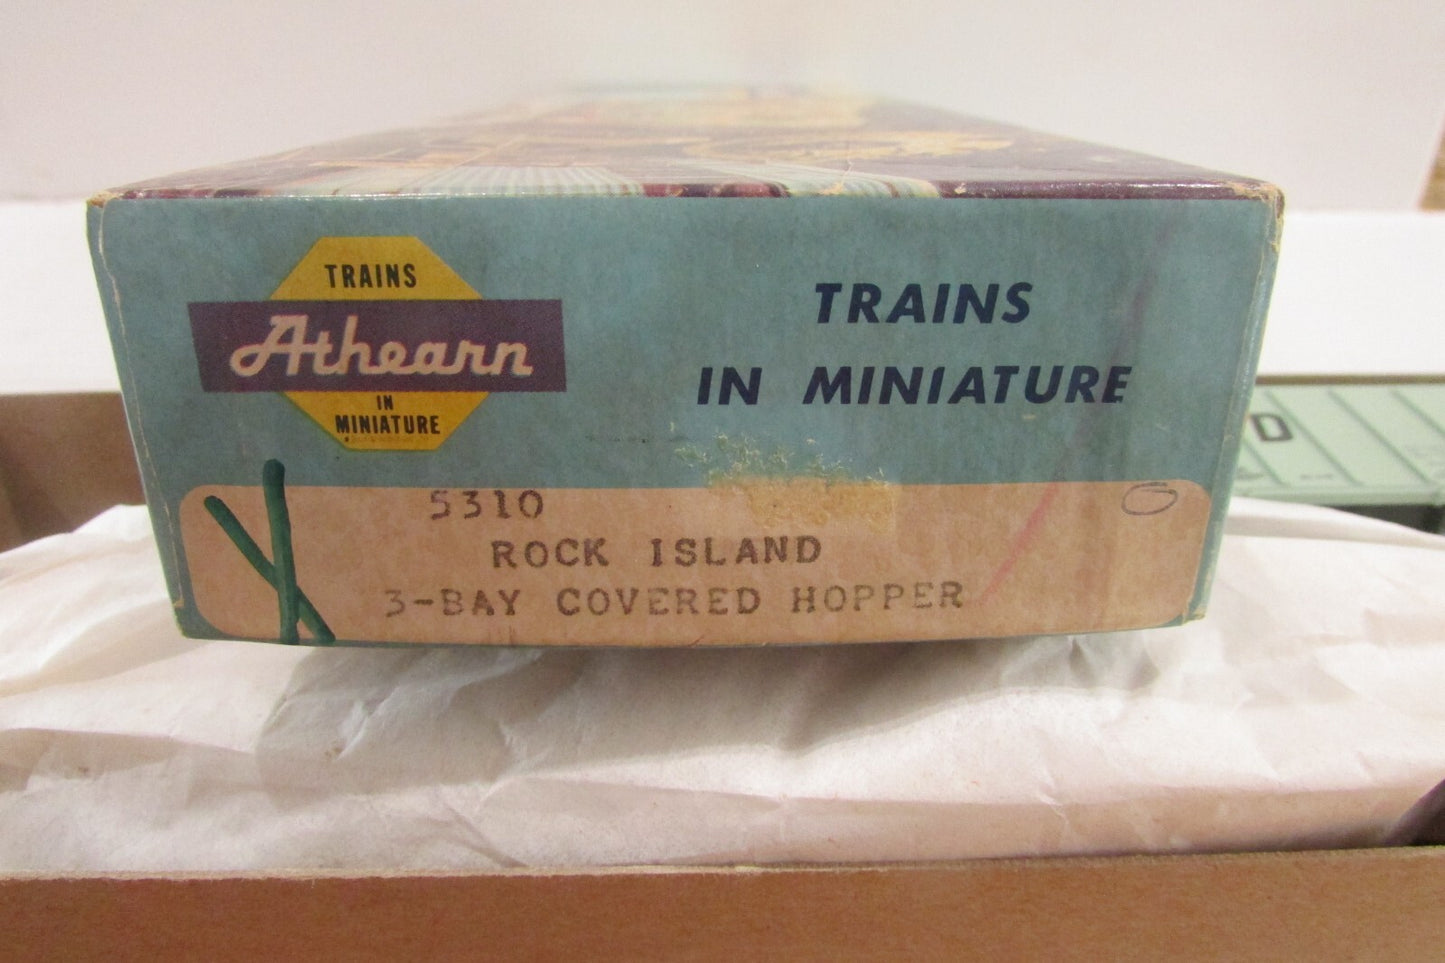 TRAINS
Athearn
IN
MINIATURE
TRAINS
IN MINIATURE
5310
ROCK ISLAND
3-BAY COVERED HOPPER
D